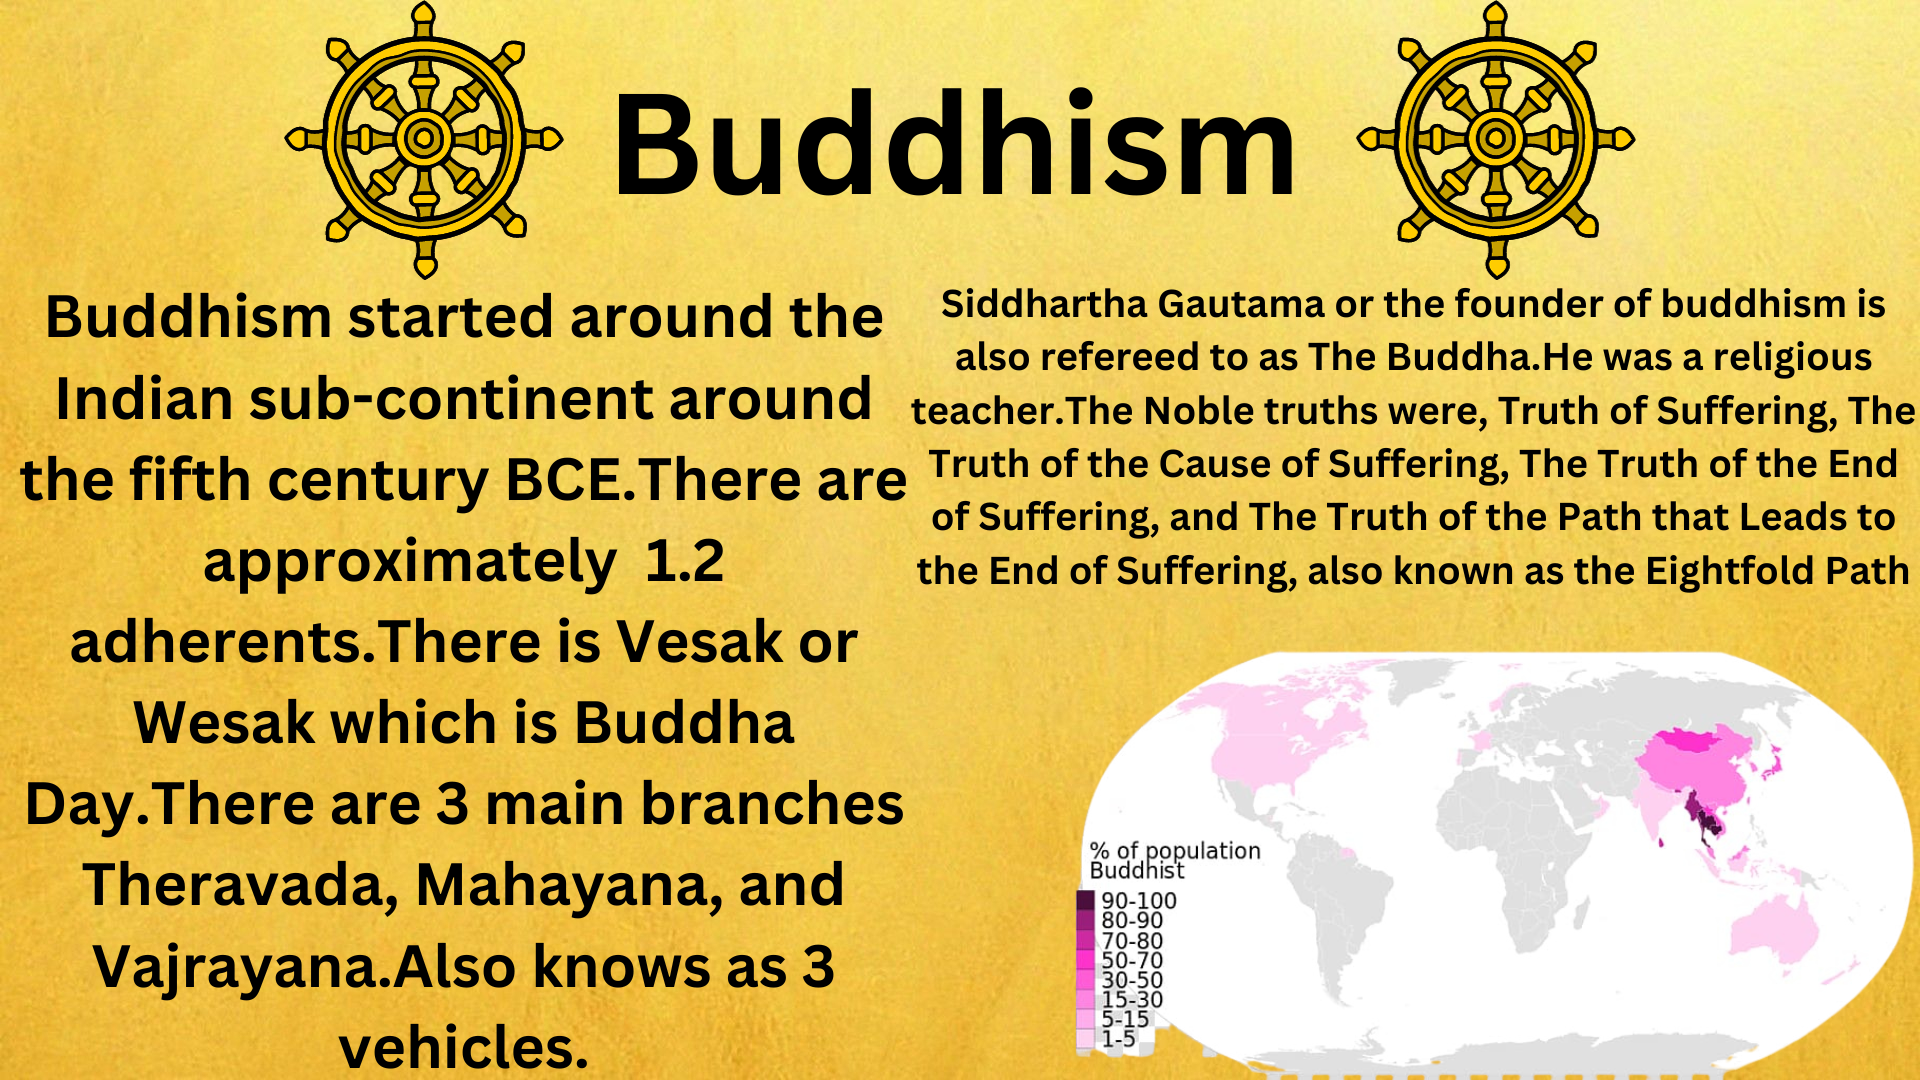 Buddhism
Buddhism started around the
Indian sub-continent around
the fifth century BCE.There are
approximately  1.2
adherents.There is Vesak or
Wesak which is Buddha
Day.There are 3 main branches
Theravada, Mahayana, and
Vajrayana.Also knows as 3
vehicles.
Siddhartha Gautama or the founder of buddhism is
also refereed to as The Buddha.He was a religious
teacher.The Noble truths were, Truth of Suffering, The
Truth of the Cause of Suffering, The Truth of the End
of Suffering, and The Truth of the Path that Leads to
the End of Suffering, also known as the Eightfold Path
% of population
Buddhist
90-100
80-90
70-80
50-70
30-50
15-30
5-15
1-5